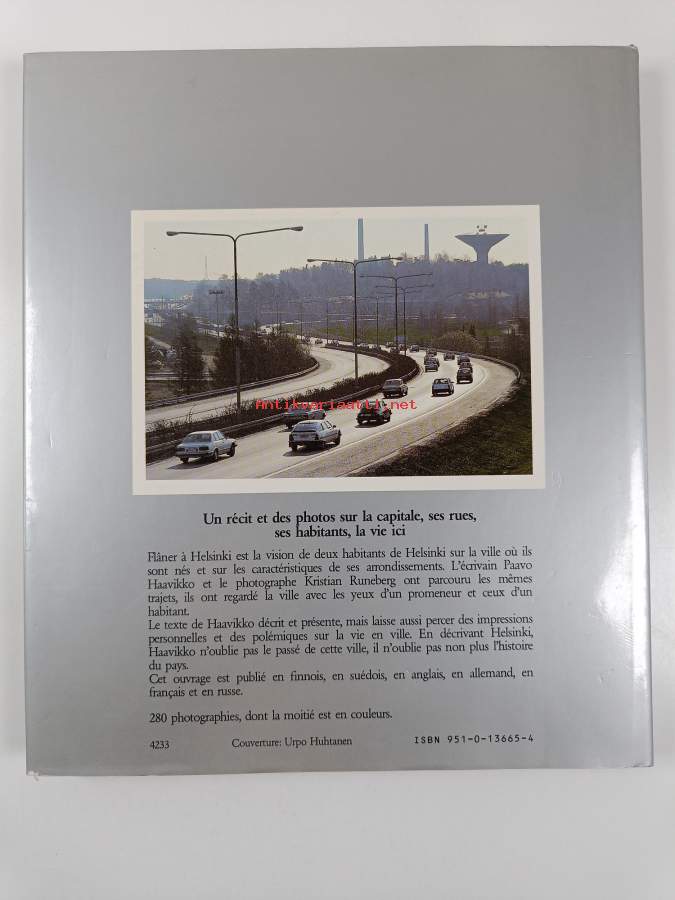 Antikvaariatti.net
Un récit et des photos sur la capitale, ses rues,
ses habitants, la vie ici
Flâner à Helsinki est la vision de deux habitants de Helsinki sur la ville où ils
sont nés et sur les caractéristiques de ses arrondissements. L'écrivain Paavo
Haavikko et le photographe Kristian Runeberg ont parcouru les mêmes
trajets, ils ont regardé la ville avec les yeux d'un promeneur et ceux d'un
habitant.
Le texte de Haavikko décrit et présente, mais laisse aussi percer des impressions
personnelles et des polémiques sur la vie en ville. En décrivant Helsinki,
Haavikko n'oublie pas le passé de cette ville, il n'oublie pas non plus l'histoire
du pays.
Cet ouvrage est publié en finnois, en suédois, en anglais, en allemand, en
français et en russe.
280 photographies, dont la moitié est en couleurs.
4233 Couverture: Urpo Huhtanen ISBN 951-0-13665-4